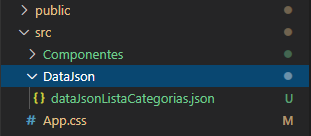 public
src
Componentes
DataJson
{} dataJsonListaCategorias.json U
# App.css M